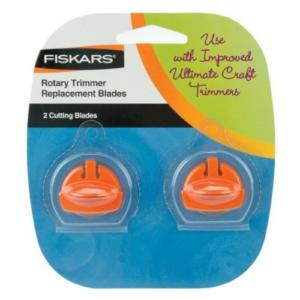 FISKARS®
Rotary Trimmer
Replacement Blades
2 Cutting Blades
Use
with Improved
Ultimate Craft
Trimmers